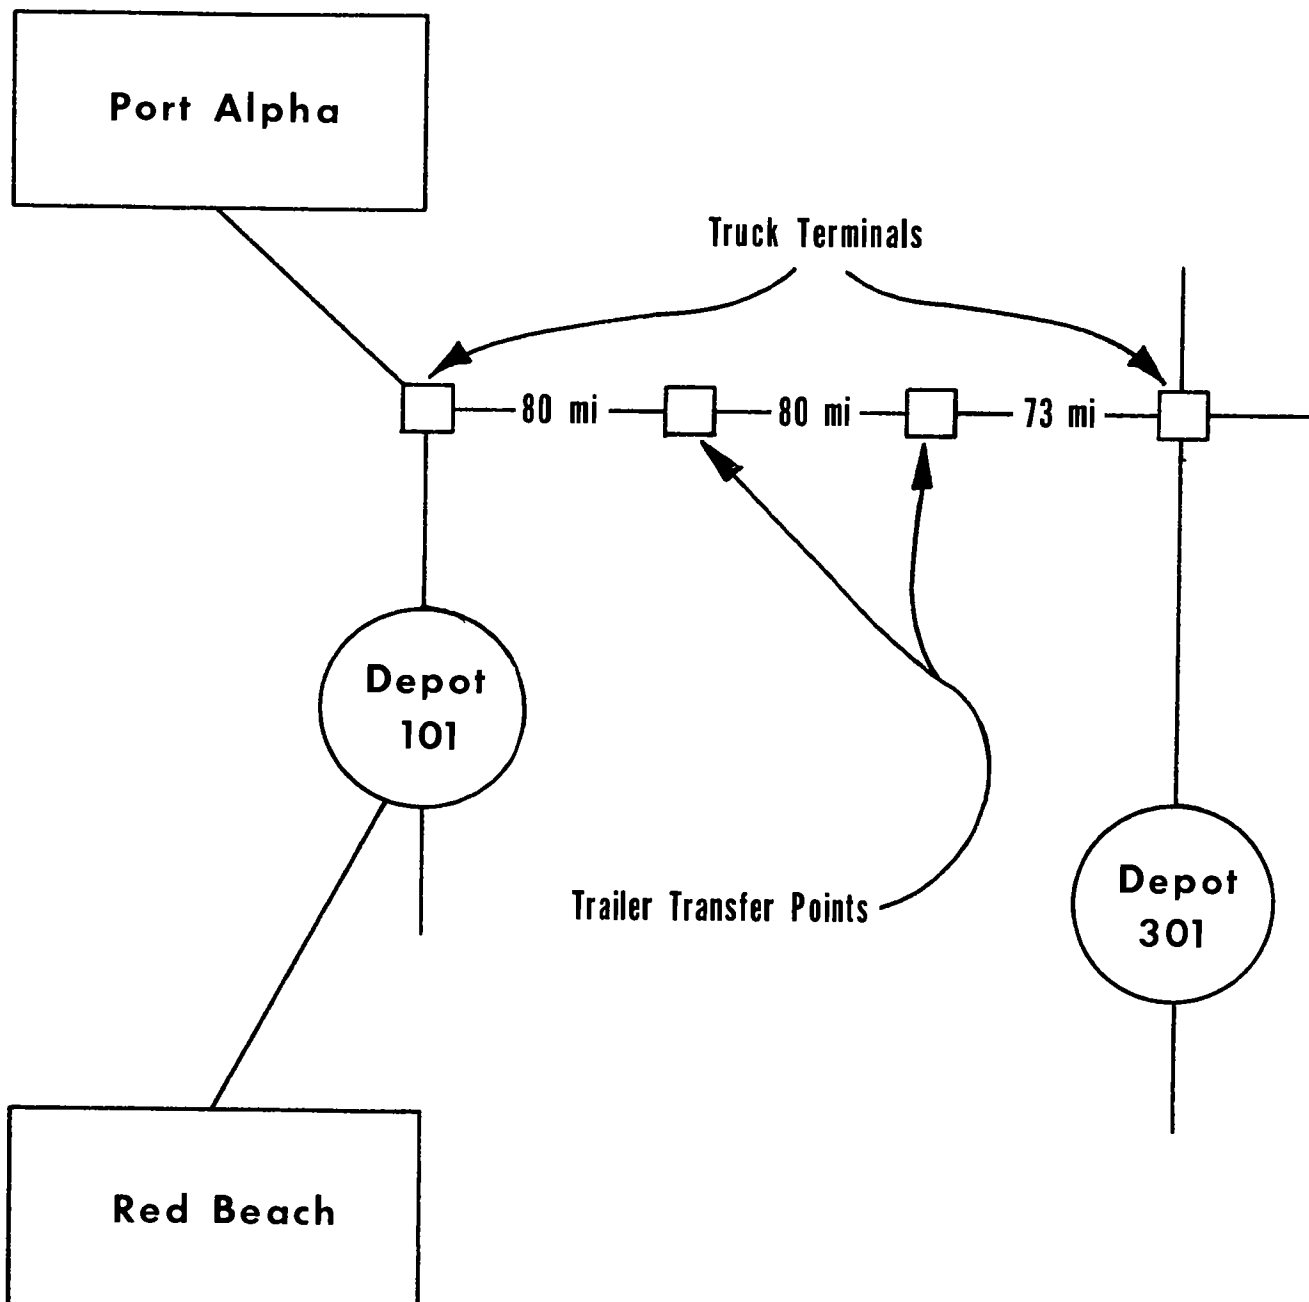 Port Alpha
Truck Terminals
80 mi
80 mi
73 mi
Depot
101
Depot
301
Trailer Transfer Points
Red Beach